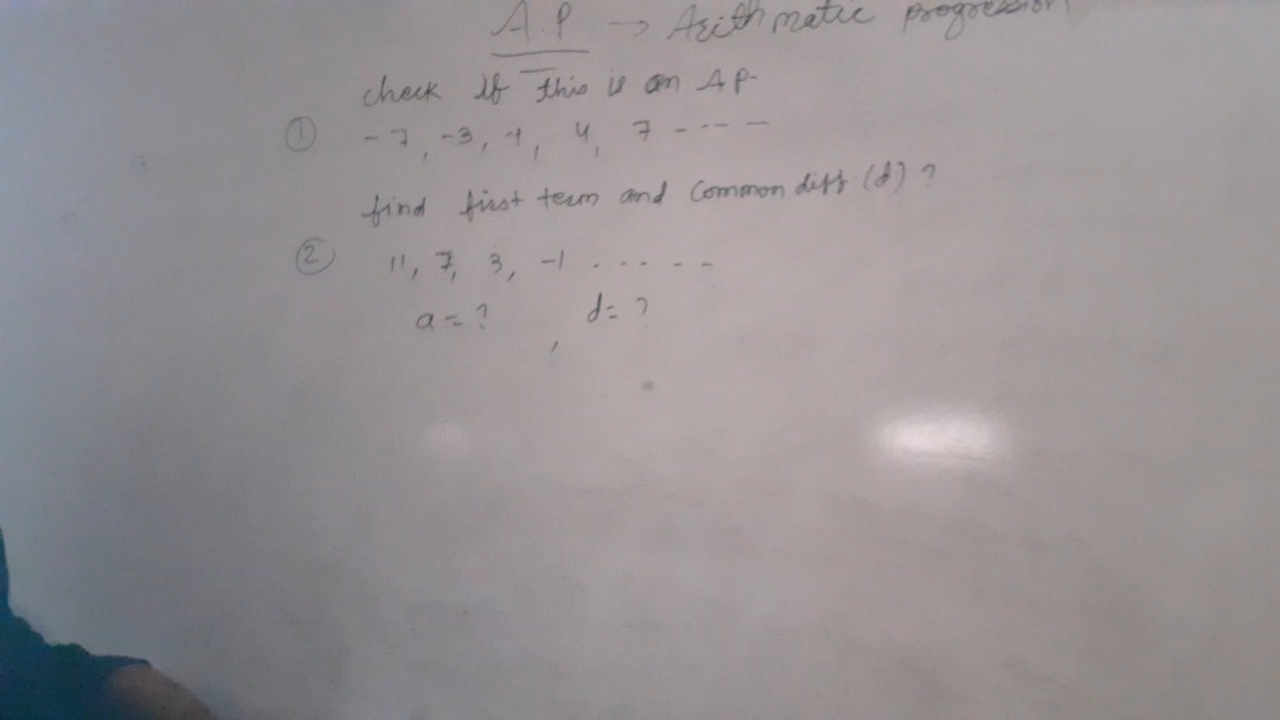 A.P → Arithmatic progression
check if this is an AP.
① -7, -3, -1, 4, 7 -----
find first term and common diff (d) ?
② 11, 7, 3, -1 ......
a = ? , d = ?